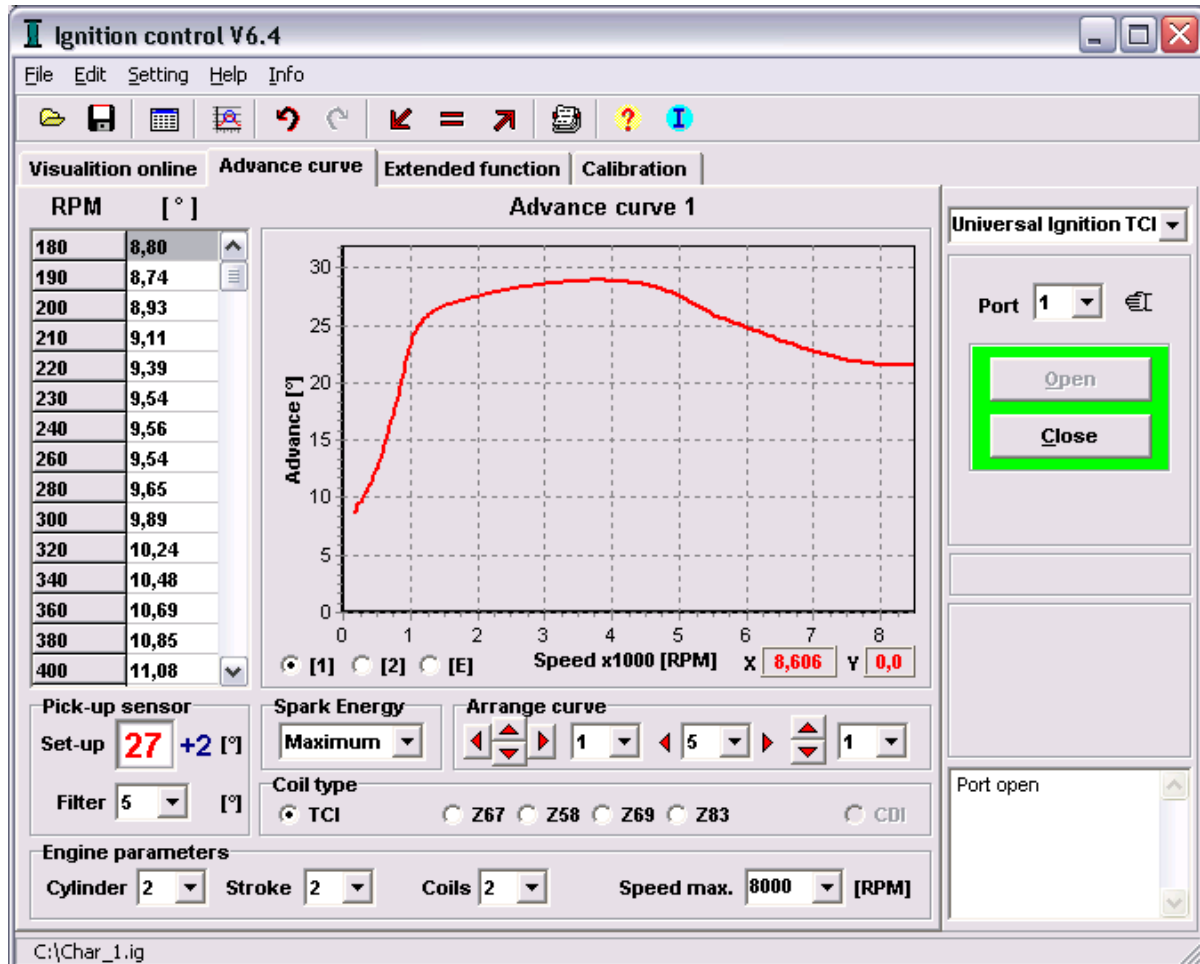 Ignition control V6.4
File Edit Setting Help Info
? I
Visualition online Advance curve Extended function Calibration
RPM [ ° ]
180 8,80
190 8,74
200 8,93
210 9,11
220 9,39
230 9,54
240 9,56
260 9,54
280 9,65
300 9,89
320 10,24
340 10,48
360 10,69
380 10,85
400 11,08
Advance curve 1
Advance [°]
30
25
20
15
10
5
0
0 1 2 3 4 5 6 7 8
[1] [2] [E] Speed x1000 [RPM] X 8,606 Y 0,0
Universal Ignition TCI
Port 1
Open
Close
Pick-up sensor
Set-up 27 +2 [°]
Filter 5 [°]
Spark Energy
Maximum
Arrange curve
1 5 1
Coil type
TCI Z67 Z58 Z69 Z83 CDI
Engine parameters
Cylinder 2 Stroke 2 Coils 2 Speed max. 8000 [RPM]
Port open
C:\Char_1.ig